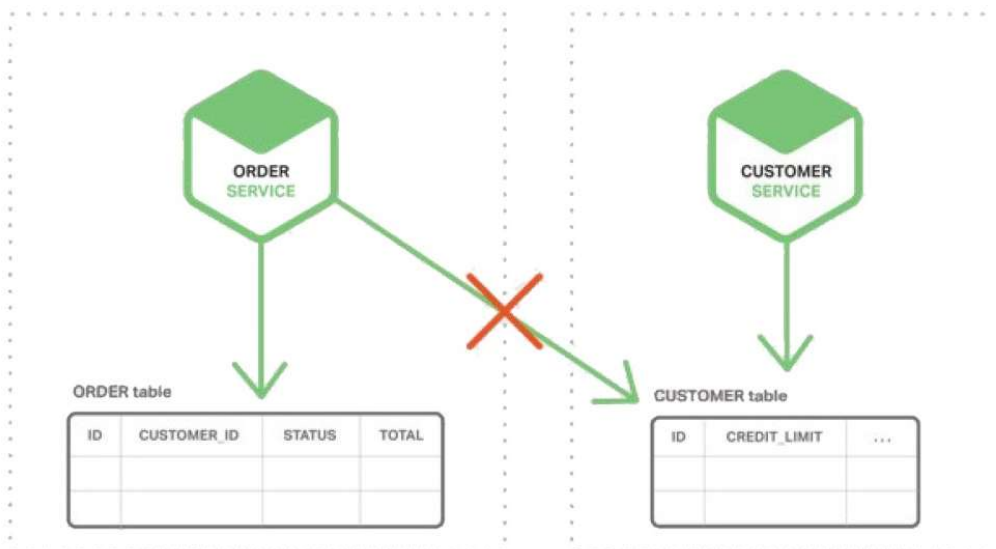 ORDER
SERVICE
CUSTOMER
SERVICE
ORDER table
ID CUSTOMER_ID STATUS TOTAL
CUSTOMER table
ID CREDIT_LIMIT ...